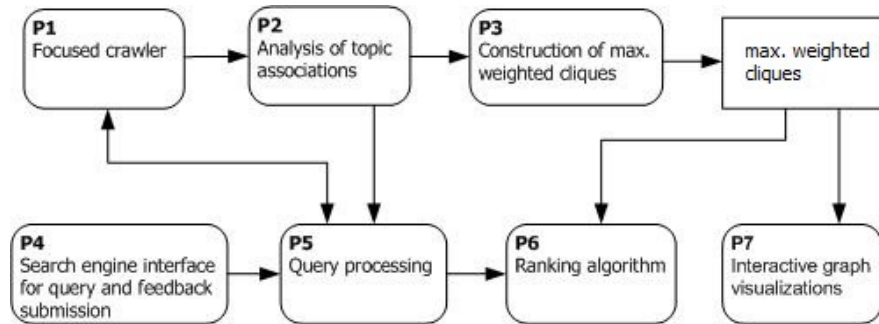 P1
Focused crawler
P2
Analysis of topic
associations
P3
Construction of max.
weighted cliques
max. weighted
cliques
P4
Search engine interface
for query and feedback
submission
P5
Query processing
P6
Ranking algorithm
P7
Interactive graph
visualizations